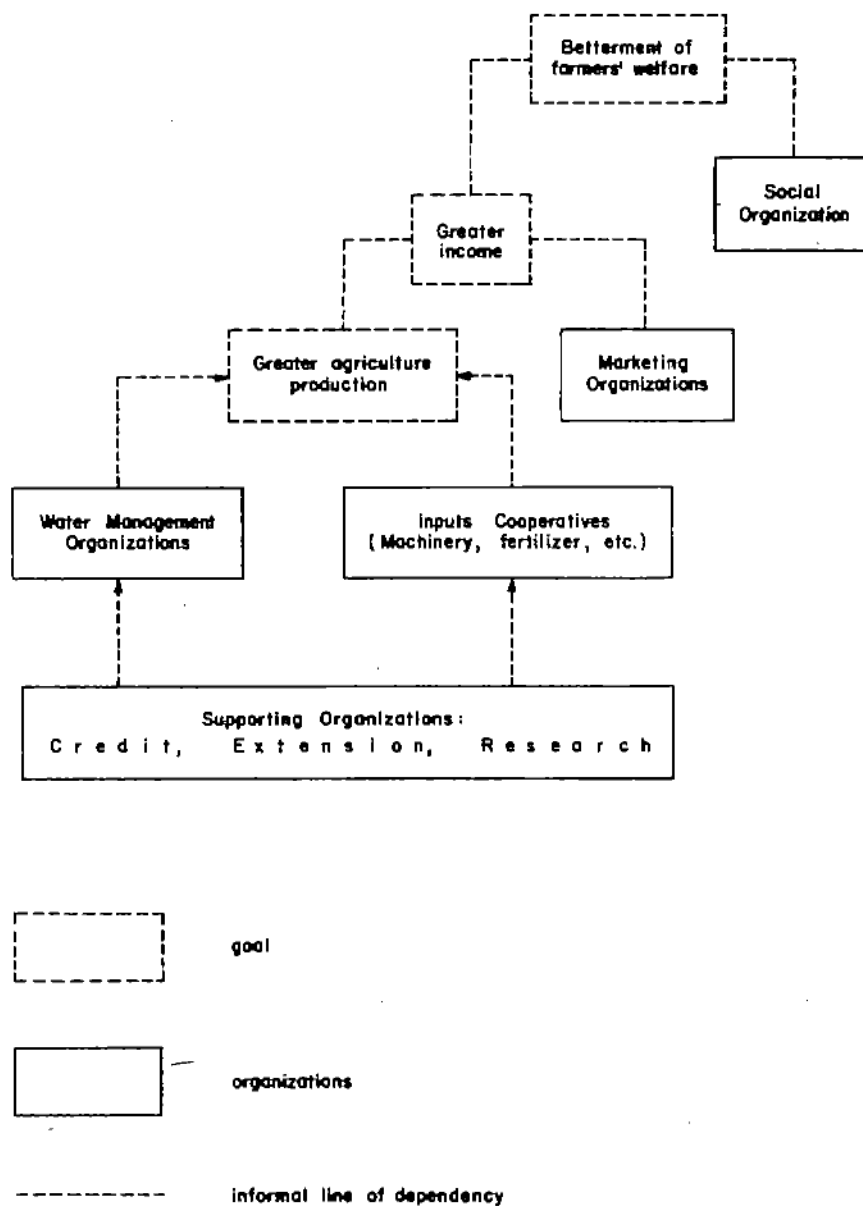 Betterment of
farmers' welfare
Social
Organization
Greater
income
Greater agriculture
production
Marketing
Organizations
Water Management
Organizations
Inputs Cooperatives
(Machinery, fertilizer, etc.)
Supporting Organizations:
Credit, Extension, Research
goal
organizations
informal line of dependency